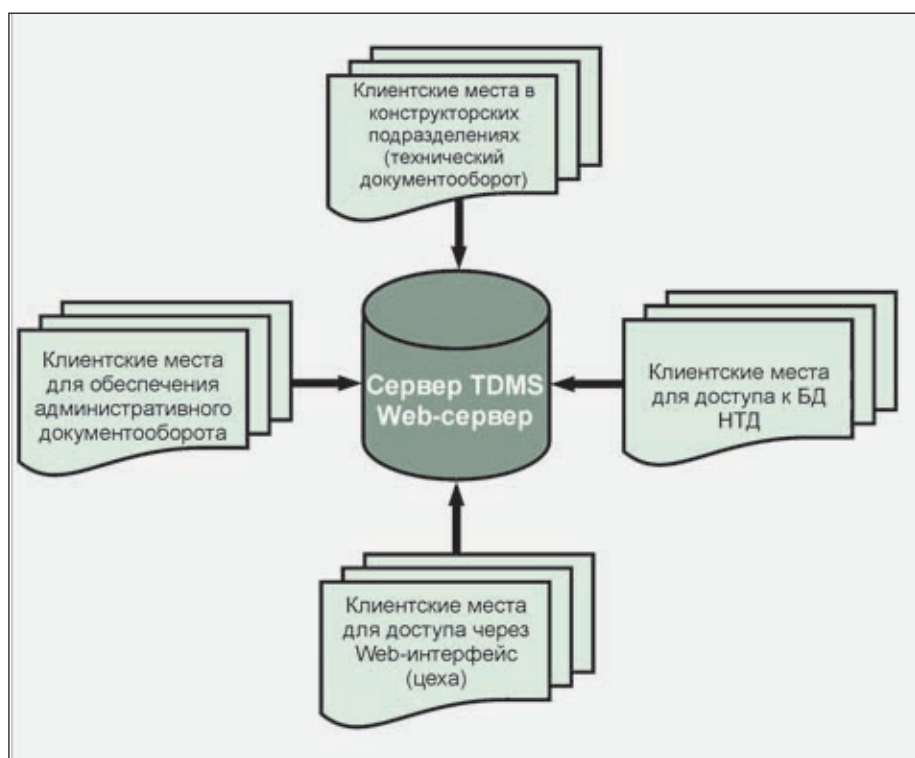 Клиентские места в
конструкторских
подразделениях
(технический
документооборот)
Клиентские места
для обеспечения
административного
документооборота
Сервер TDMS
Web-сервер
Клиентские места
для доступа к БД
НТД
Клиентские места
для доступа через
Web-интерфейс
(цеха)